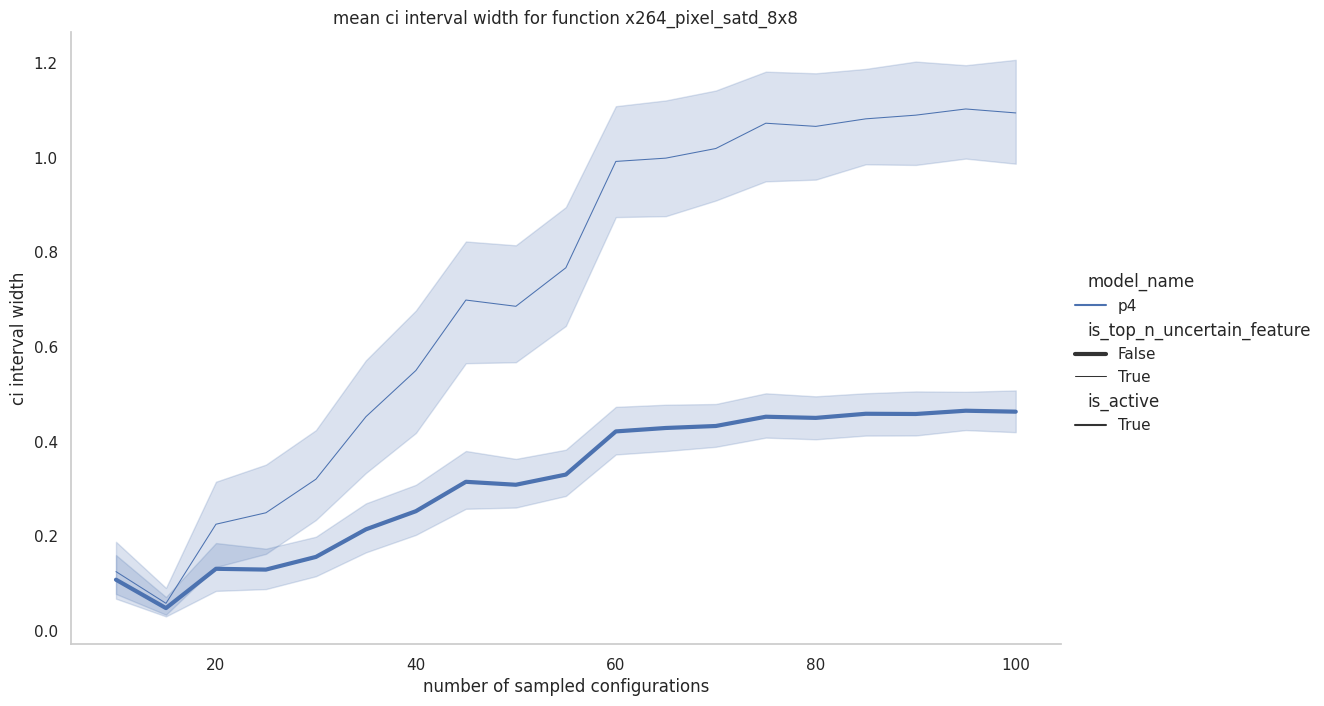 mean ci interval width for function x264_pixel_satd_8x8
ci interval width
1.2
1.0
0.8
0.6
0.4
0.2
0.0
20
40
60
80
100
number of sampled configurations
model_name
p4
is_top_n_uncertain_feature
False
True
is_active
True